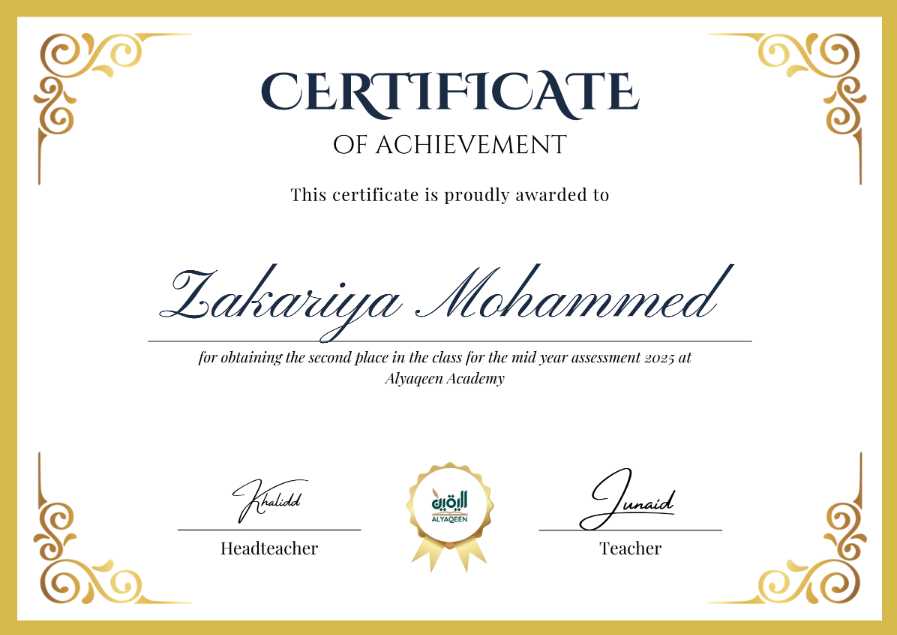 CERTIFICATE
OF ACHIEVEMENT
This certificate is proudly awarded to
Zakariya Mohammed
for obtaining the second place in the class for the mid year assessment 2025 at
Alyaqeen Academy
Khalidd
Headteacher
اليقين
ALYAQEEN
Junaid
Teacher